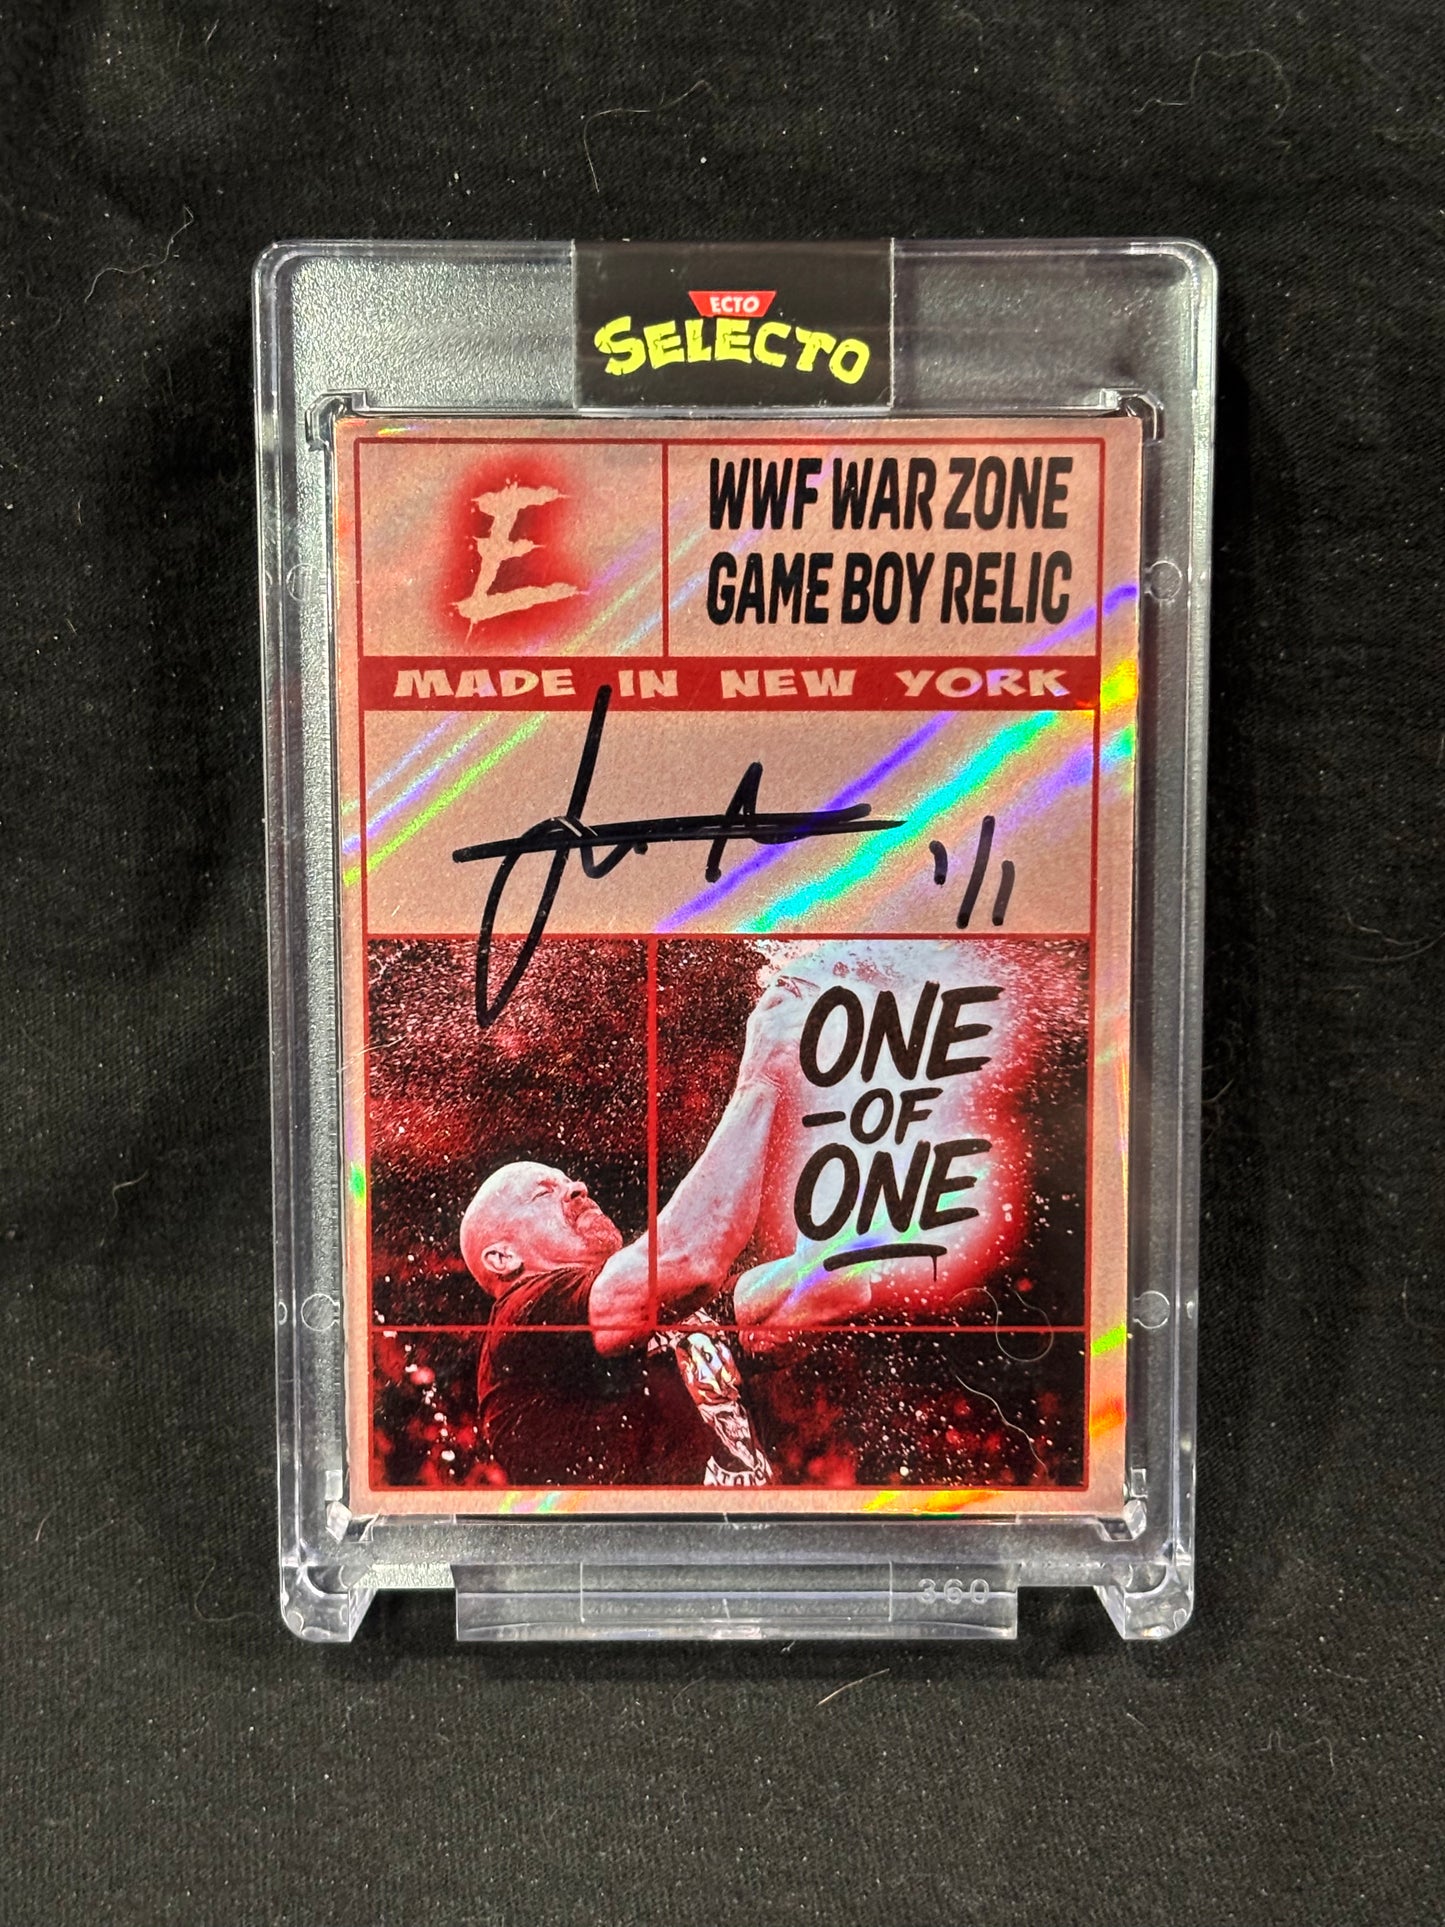 ECTO
SELECTO
E
WWF WAR ZONE
GAME BOY RELIC
MADE IN NEW YORK
1/1
ONE
-OF
ONE
360